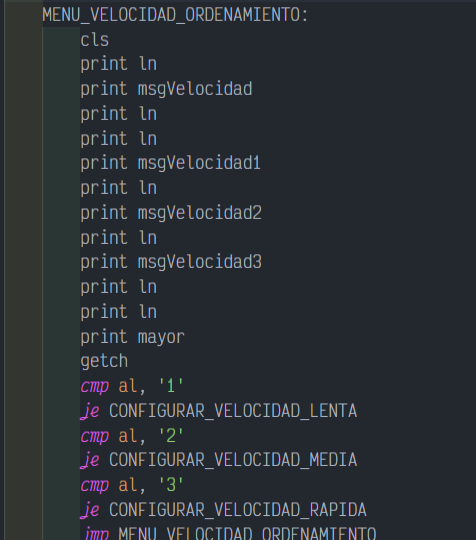 MENU_VELOCIDAD_ORDENAMIENTO:
cls
print ln
print msgVelocidad
print ln
print ln
print msgVelocidad1
print ln
print msgVelocidad2
print ln
print msgVelocidad3
print ln
print ln
print mayor
getch
cmp al, '1'
je CONFIGURAR_VELOCIDAD_LENTA
cmp al, '2'
je CONFIGURAR_VELOCIDAD_MEDIA
cmp al, '3'
je CONFIGURAR_VELOCIDAD_RAPIDA
jmp MENU_VELOCIDAD_ORDENAMIENTO